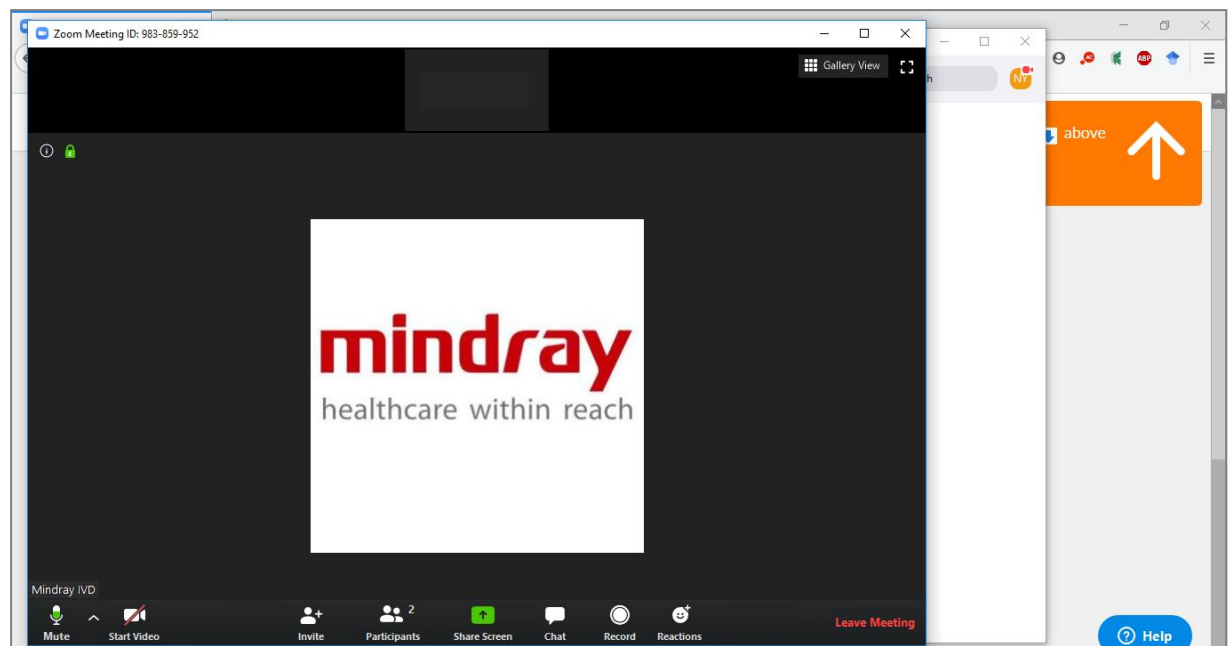 Zoom Meeting ID: 983-859-952
Gallery View
h
NY
above
mindray
healthcare within reach
Mindray IVD
Mute
Start Video
Invite
Participants 2
Share Screen
Chat
Record
Reactions
Leave Meeting
ABP
Help